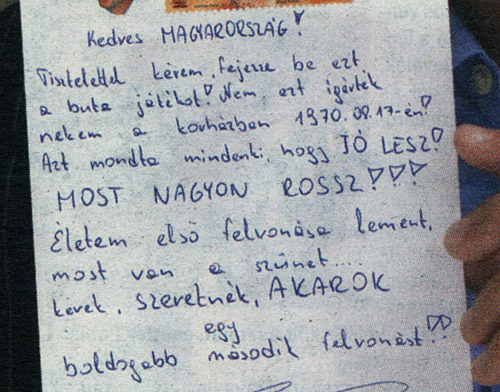 Kedves MAGYARORSZÁG!
Tisztelettel kérem, fejezze be ezt
a buta játékot! Nem ezt ígérték
nekem a kórházban 1970.08.17-én!
Azt mondta mindenki, hogy JÓ LESZ!
MOST NAGYON ROSSZ!!!
Életem első felvonása lement,
most van a szünet....
kérek, szeretnék, AKAROK
egy
boldogabb második felvonást!!